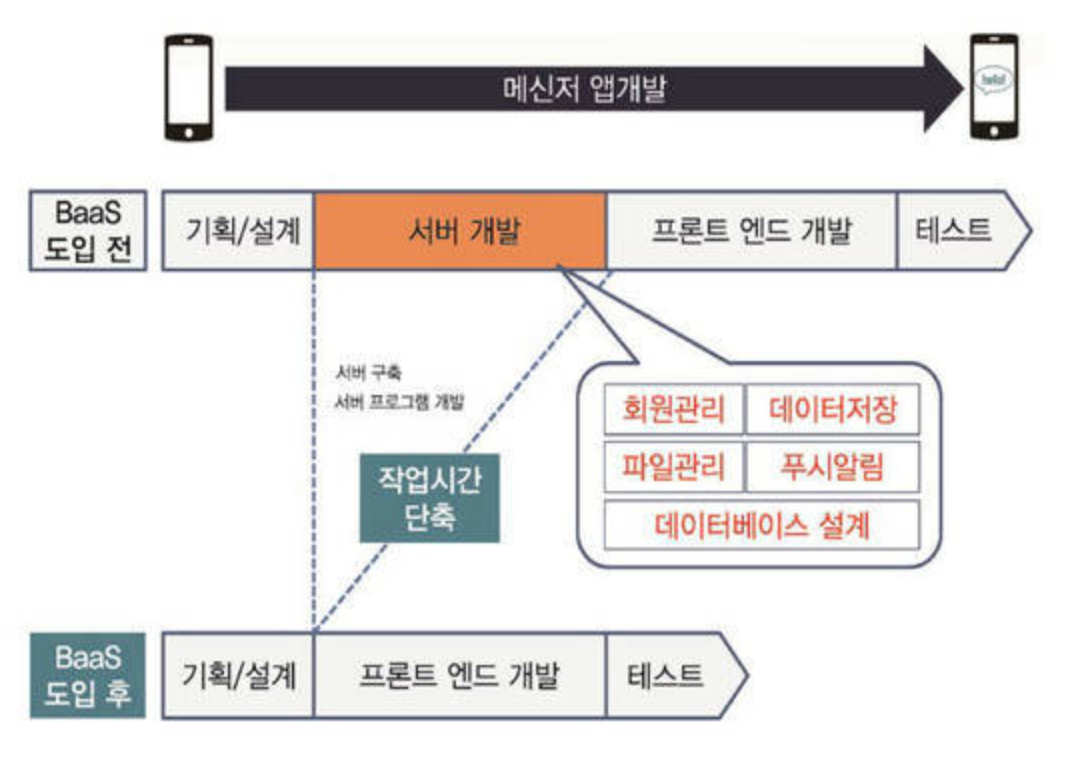 메신저 앱개발
hello!
BaaS
도입 전
기획/설계
서버 개발
프론트 엔드 개발
테스트
서버 구축
서버 프로그램 개발
작업시간
단축
회원관리
데이터저장
파일관리
푸시알림
데이터베이스 설계
BaaS
도입 후
기획/설계
프론트 엔드 개발
테스트